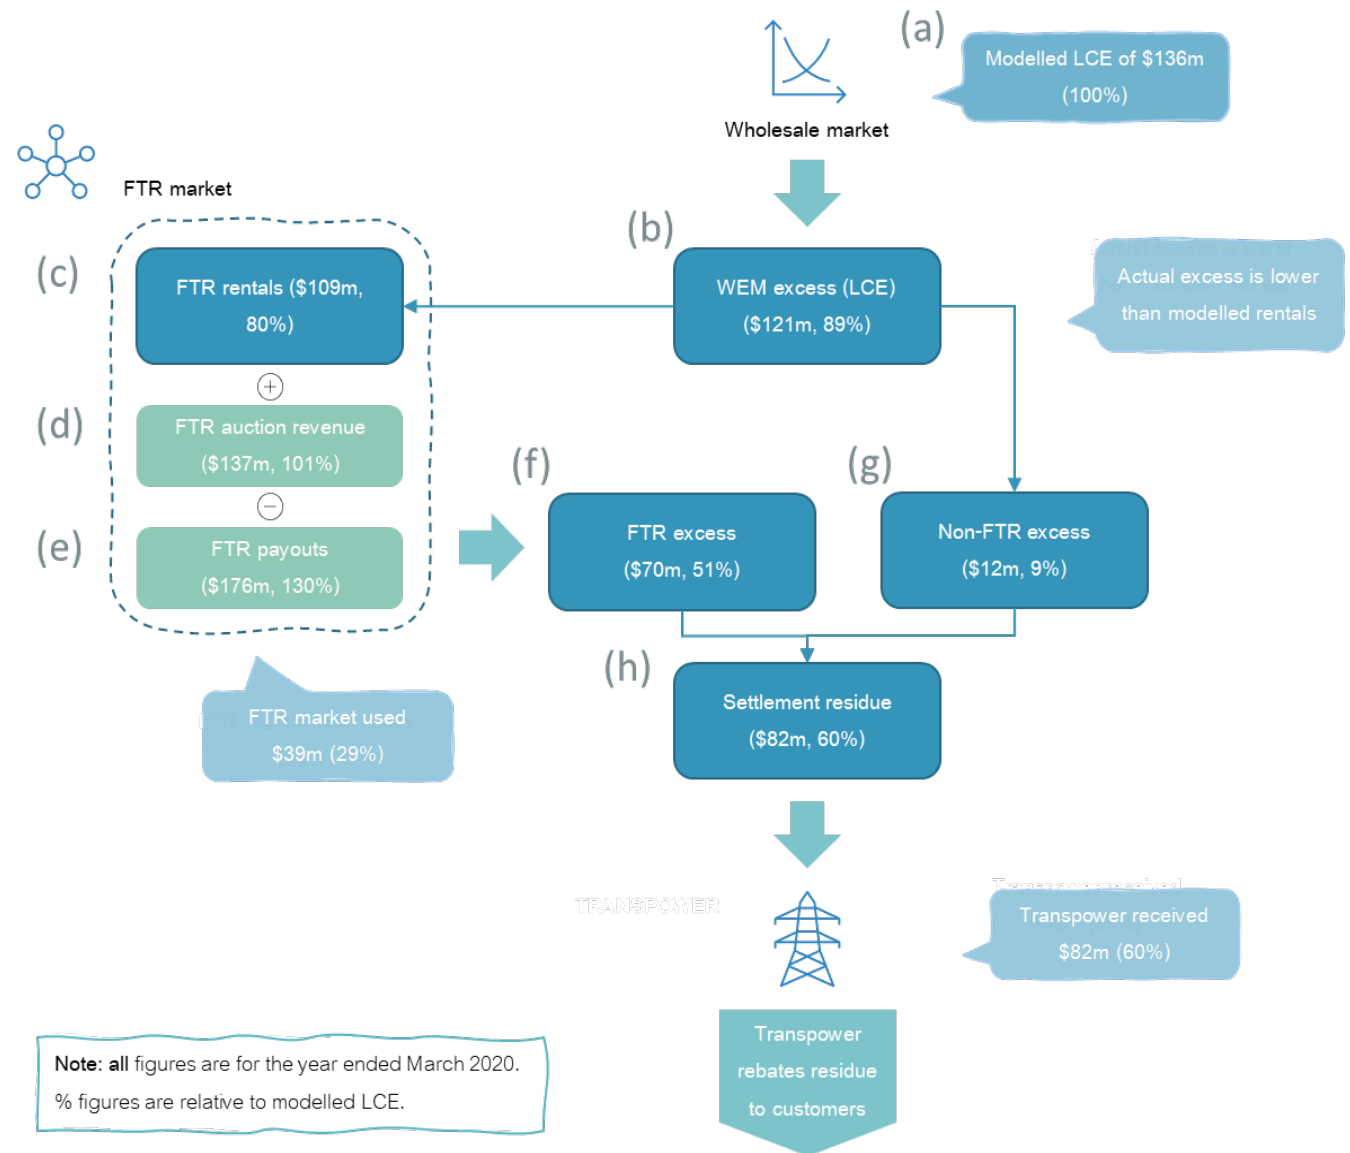 (a)
Modelled LCE of $136m
(100%)
Wholesale market
FTR market
(b)
(c)
FTR rentals ($109m,
80%)
WEM excess (LCE)
($121m, 89%)
Actual excess is lower
than modelled rentals
(d)
FTR auction revenue
($137m, 101%)
(e)
FTR payouts
($176m, 130%)
(f)
FTR excess
($70m, 51%)
(g)
Non-FTR excess
($12m, 9%)
FTR market used
$39m (29%)
(h)
Settlement residue
($82m, 60%)
TRANSPOWER
Transpower received
$82m (60%)
Transpower
rebates residue
to customers
Note: all figures are for the year ended March 2020.
% figures are relative to modelled LCE.